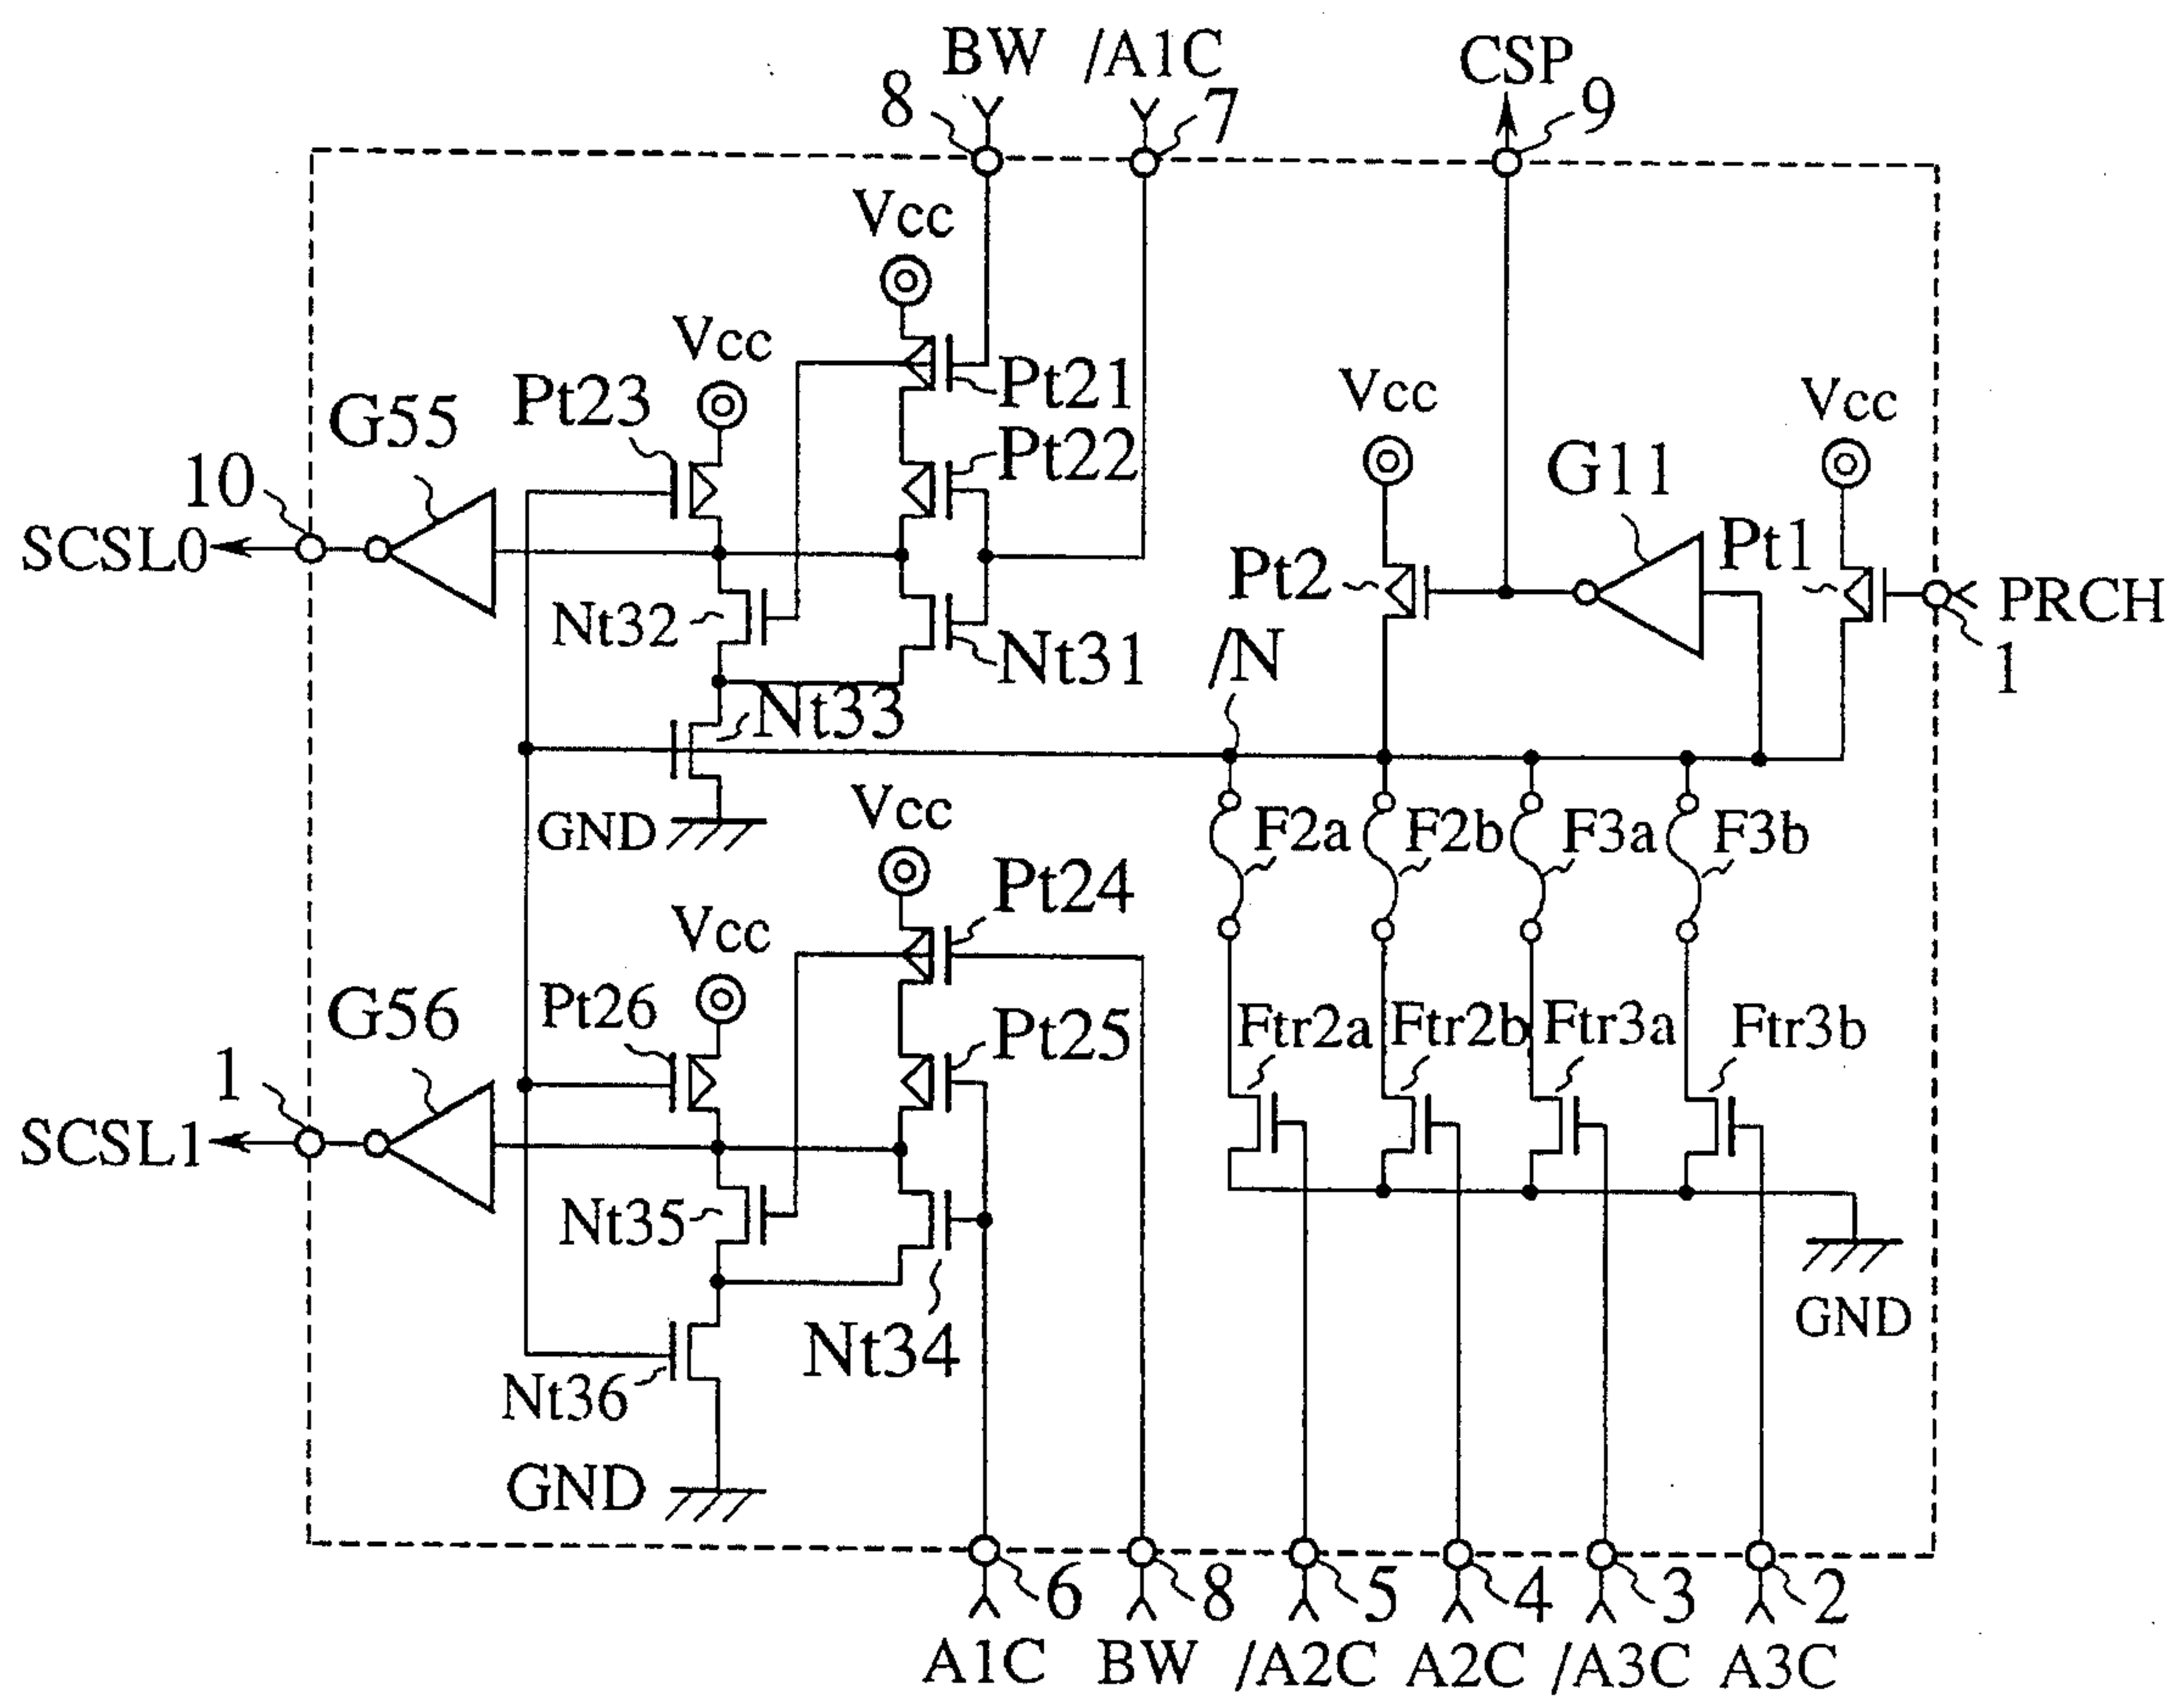 BW /A1C CSP
8 7 9
Vcc
Vcc
Pt21
Pt23
G55
Pt22
Vcc
Vcc
G11
10
Pt1
SCSL0
Pt2
PRCH
Nt32
/N
Nt31
1
Nt33
GND
Vcc
F2a F2b F3a F3b
Pt24
Vcc
Pt26
G56
Pt25
Ftr2a Ftr2b Ftr3a Ftr3b
1
SCSL1
Nt35
GND
Nt34
Nt36
GND
6 8 5 4 3 2
A1C BW /A2C A2C /A3C A3C